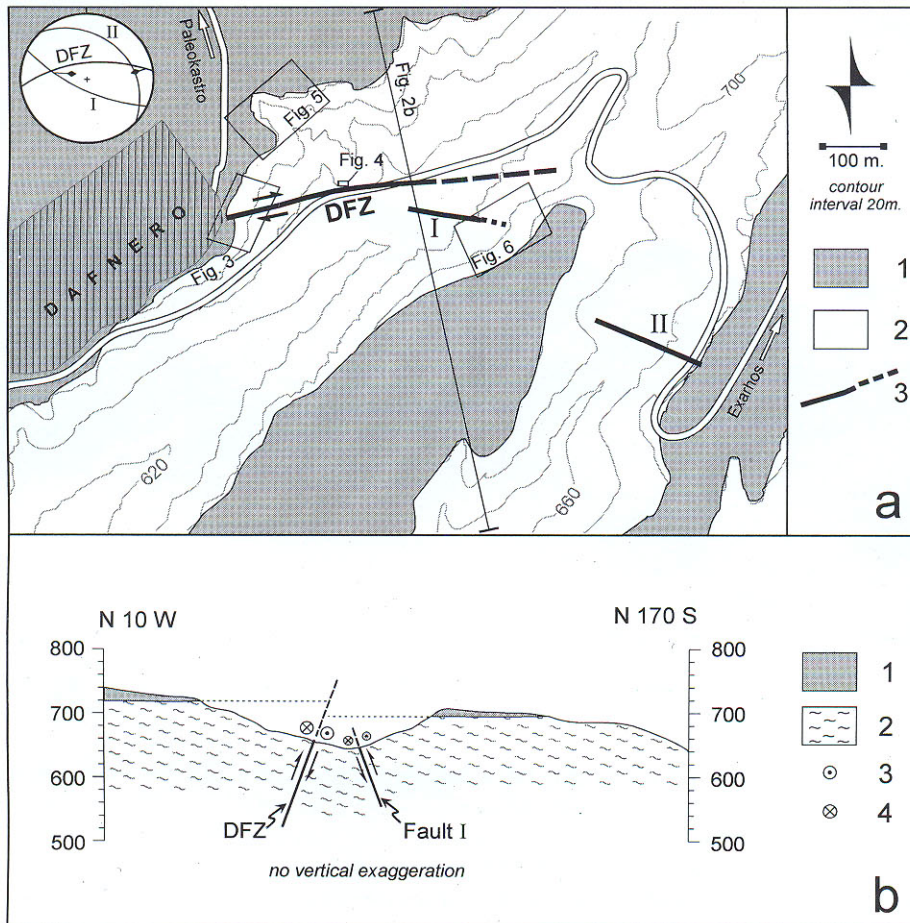 II
DFZ
I
Paleokastro
Fig. 5
Fig. 2b
700
Fig. 4
DFZ
I
DAFNERO
Fig. 3
Fig. 6
II
Exarhos
620
660
100 m.
contour
interval 20m.
1
2
3
a
N 10 W
N 170 S
800
700
600
500
800
700
600
500
DFZ
Fault I
no vertical exaggeration
1
2
3
4
b